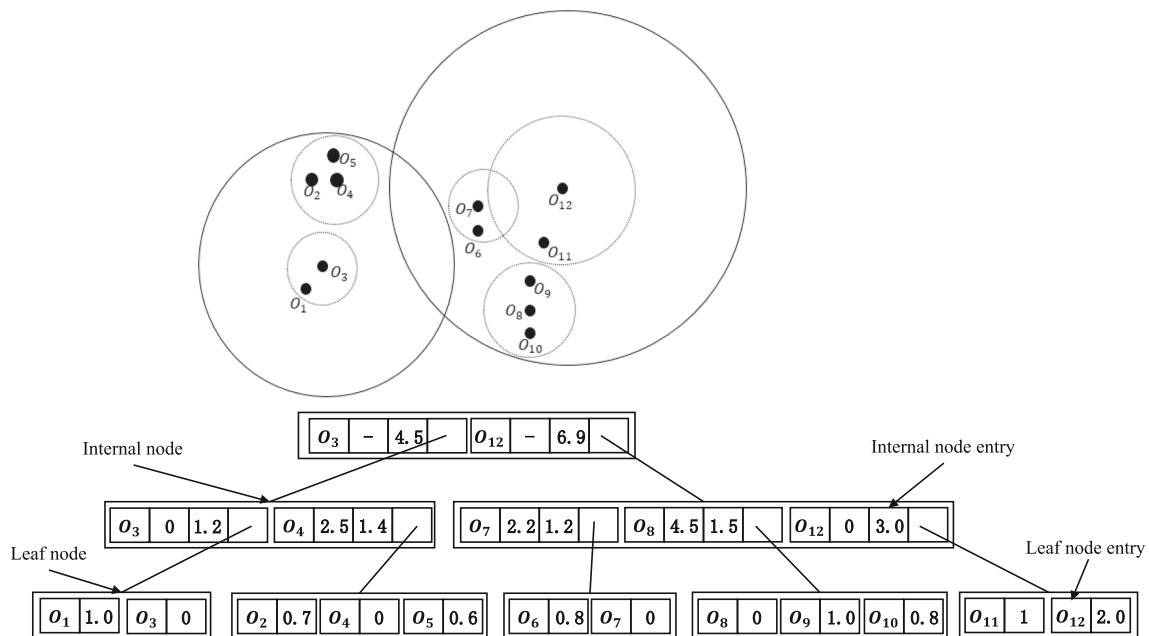 O5
O2 O4
O7 O12
O6 O11
O3
O1
O9
O8
O10
O3 - 4.5 O12 - 6.9
Internal node
Internal node entry
O3 0 1.2 O4 2.5 1.4 O7 2.2 1.2 O8 4.5 1.5 O12 0 3.0
Leaf node
Leaf node entry
O1 1.0 O3 0 O2 0.7 O4 0 O5 0.6 O6 0.8 O7 0 O8 0 O9 1.0 O10 0.8 O11 1 O12 2.0